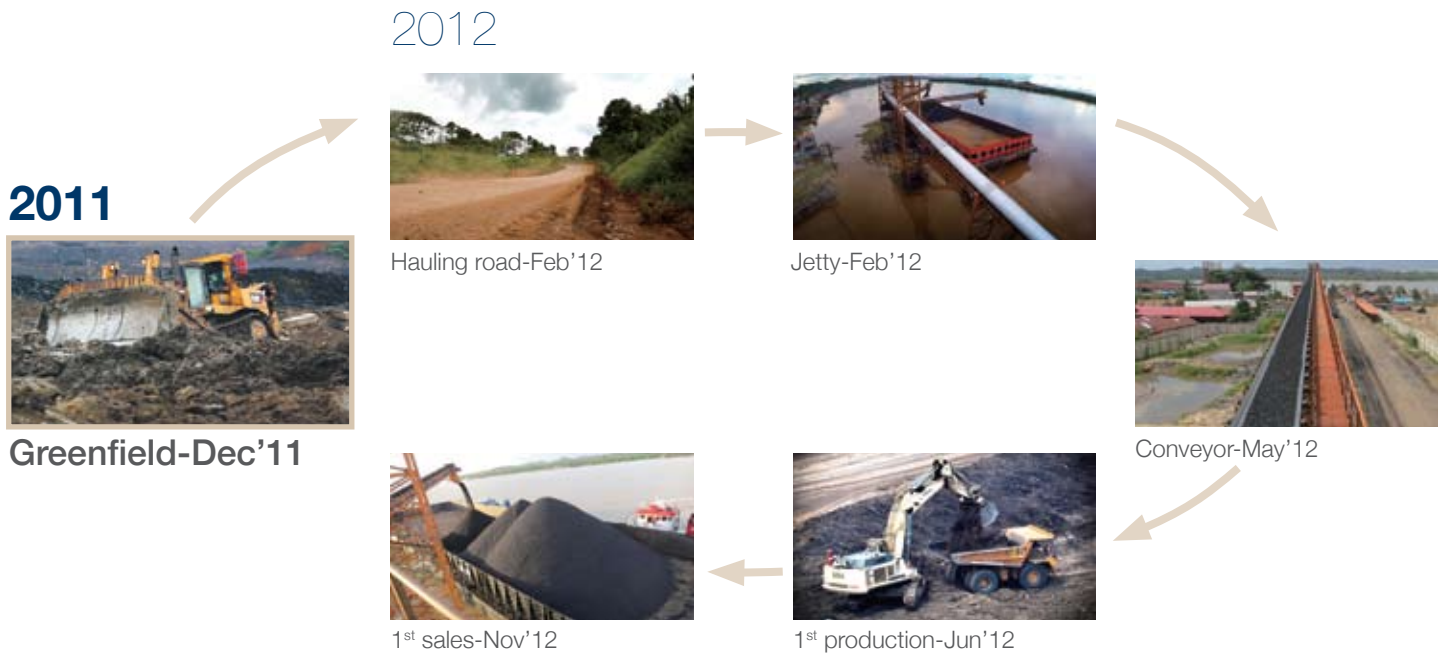 2012
2011
Hauling road-Feb’12
Jetty-Feb’12
Greenfield-Dec’11
Conveyor-May’12
1st sales-Nov’12
1st production-Jun’12